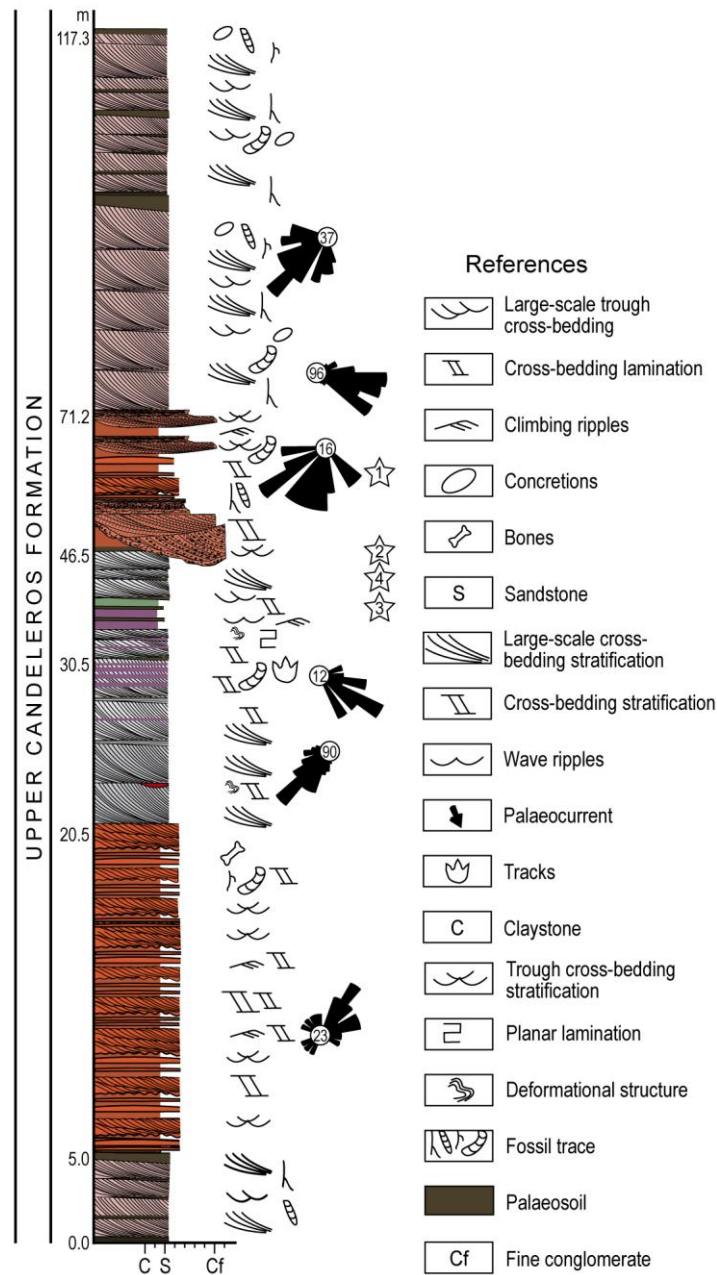 UPPER CANDELEROS FORMATION
m
117.3
71.2
46.5
30.5
20.5
5.0
0.0
C S Cf
37
96
16
1
2
4
3
12
90
23
References
Large-scale trough
cross-bedding
Cross-bedding lamination
Climbing ripples
Concretions
Bones
S Sandstone
Large-scale cross-
bedding stratification
Cross-bedding stratification
Wave ripples
Palaeocurrent
Tracks
C Claystone
Trough cross-bedding
stratification
Planar lamination
Deformational structure
Fossil trace
Palaeosoil
Cf Fine conglomerate